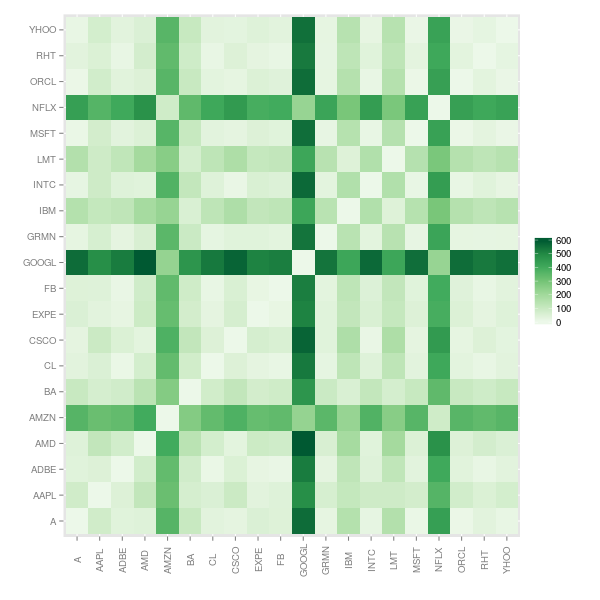 YHOO
RHT
ORCL
NFLX
MSFT
LMT
INTC
IBM
GRMN
GOOGL
FB
EXPE
CSCO
CL
BA
AMZN
AMD
ADBE
AAPL
A
A AAPL ADBE AMD AMZN BA CL CSCO EXPE FB GOOGL GRMN IBM INTC LMT MSFT NFLX ORCL RHT YHOO
600
500
400
300
200
100
0